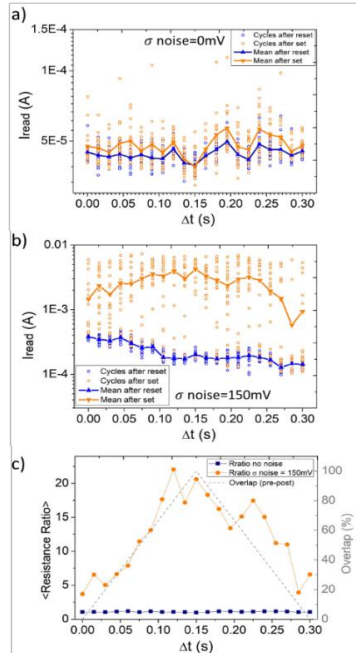 a)
σ noise=0mV
Cycles after reset
Cycles after set
Mean after reset
Mean after set
1.5E-4
1E-4
5E-5
Iread (A)
0.00 0.05 0.10 0.15 0.20 0.25 0.30
Δt (s)
b)
0.01
1E-3
1E-4
Iread (A)
Cycles after reset
Cycles after set
Mean after reset
Mean after set
σ noise=150mV
0.00 0.05 0.10 0.15 0.20 0.25 0.30
Δt (s)
c)
Rratio no noise
Rratio σ noise = 150mV
Overlap (pre-post)
20
15
10
5
0
<Resistance Ratio>
100
80
60
40
20
0
Overlap (%)
0.00 0.05 0.10 0.15 0.20 0.25 0.30
Δt (s)